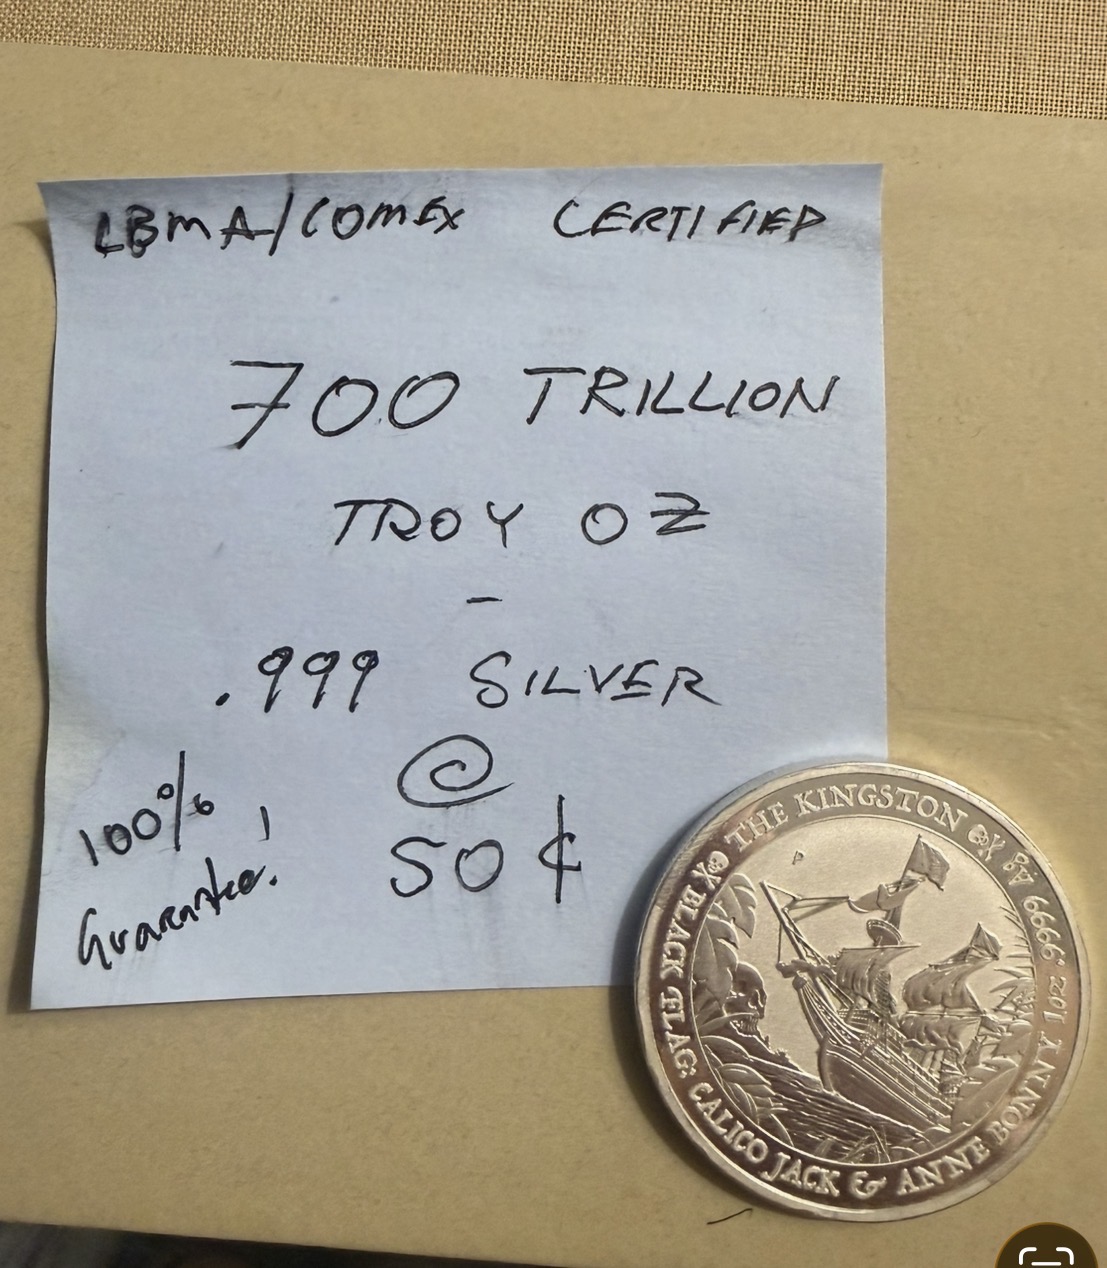 LBMA/COMEX CERTIFIED
700 TRILLION
TROY OZ
-
.999 SILVER
@
50 ¢
100%
Guarantee!
BLACK FLAG: CALICO JACK & ANNE BONNY 1oz .9999 Ag
THE KINGSTON
P